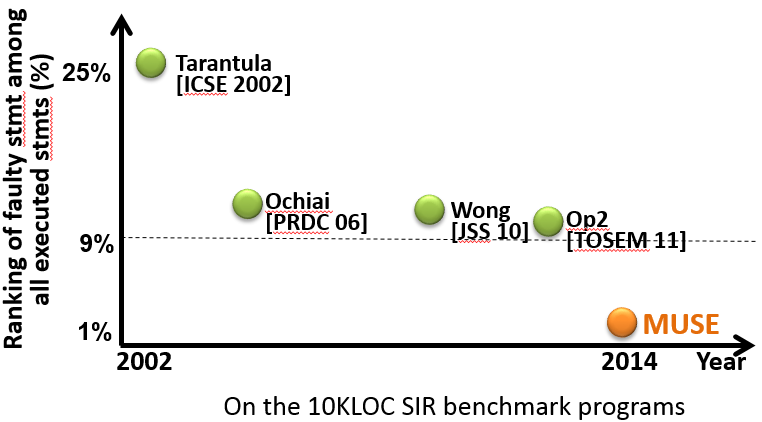 Ranking of faulty stmt among
all executed stmts (%)
25%
Tarantula
[ICSE 2002]
Ochiai
[PRDC 06]
Wong
[JSS 10]
Op2
[TOSEM 11]
9%
1%
MUSE
2002
2014
Year
On the 10KLOC SIR benchmark programs